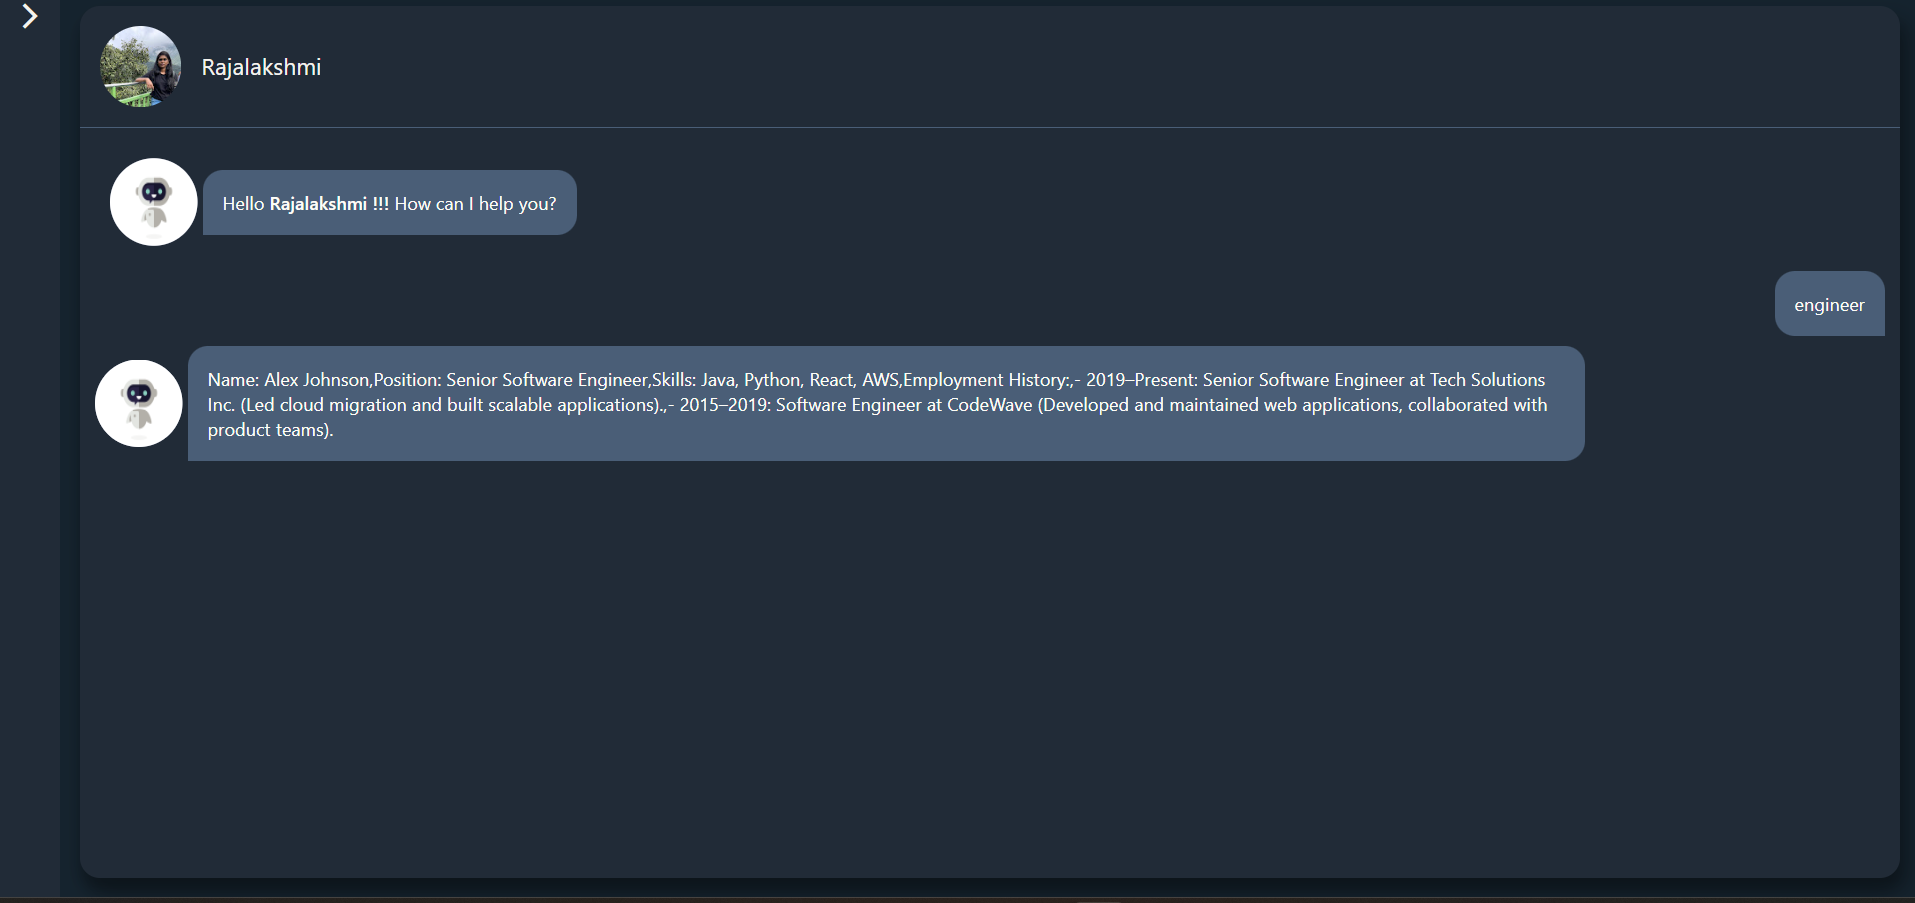 Rajalakshmi
Hello Rajalakshmi !!! How can I help you?
engineer
Name: Alex Johnson,Position: Senior Software Engineer,Skills: Java, Python, React, AWS,Employment History:,- 2019–Present: Senior Software Engineer at Tech Solutions
Inc. (Led cloud migration and built scalable applications).,- 2015–2019: Software Engineer at CodeWave (Developed and maintained web applications, collaborated with
product teams).